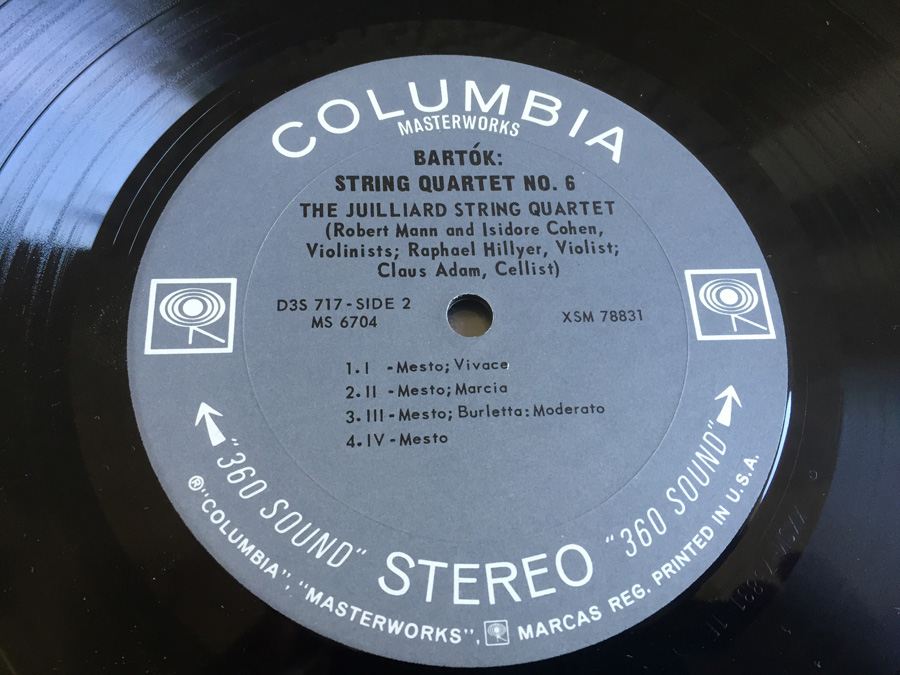 COLUMBIA
MASTERWORKS
BARTÓK:
STRING QUARTET NO. 6
THE JUILLIARD STRING QUARTET
(Robert Mann and Isidore Cohen,
Violinists; Raphael Hillyer, Violist;
Claus Adam, Cellist)
D3S 717 - SIDE 2
MS 6704
XSM 78831
1. I - Mesto; Vivace
2. II - Mesto; Marcia
3. III - Mesto; Burletta: Moderato
4. IV - Mesto
"360 SOUND" STEREO "360 SOUND"
®"COLUMBIA", "MASTERWORKS", MARCAS REG. PRINTED IN U.S.A.